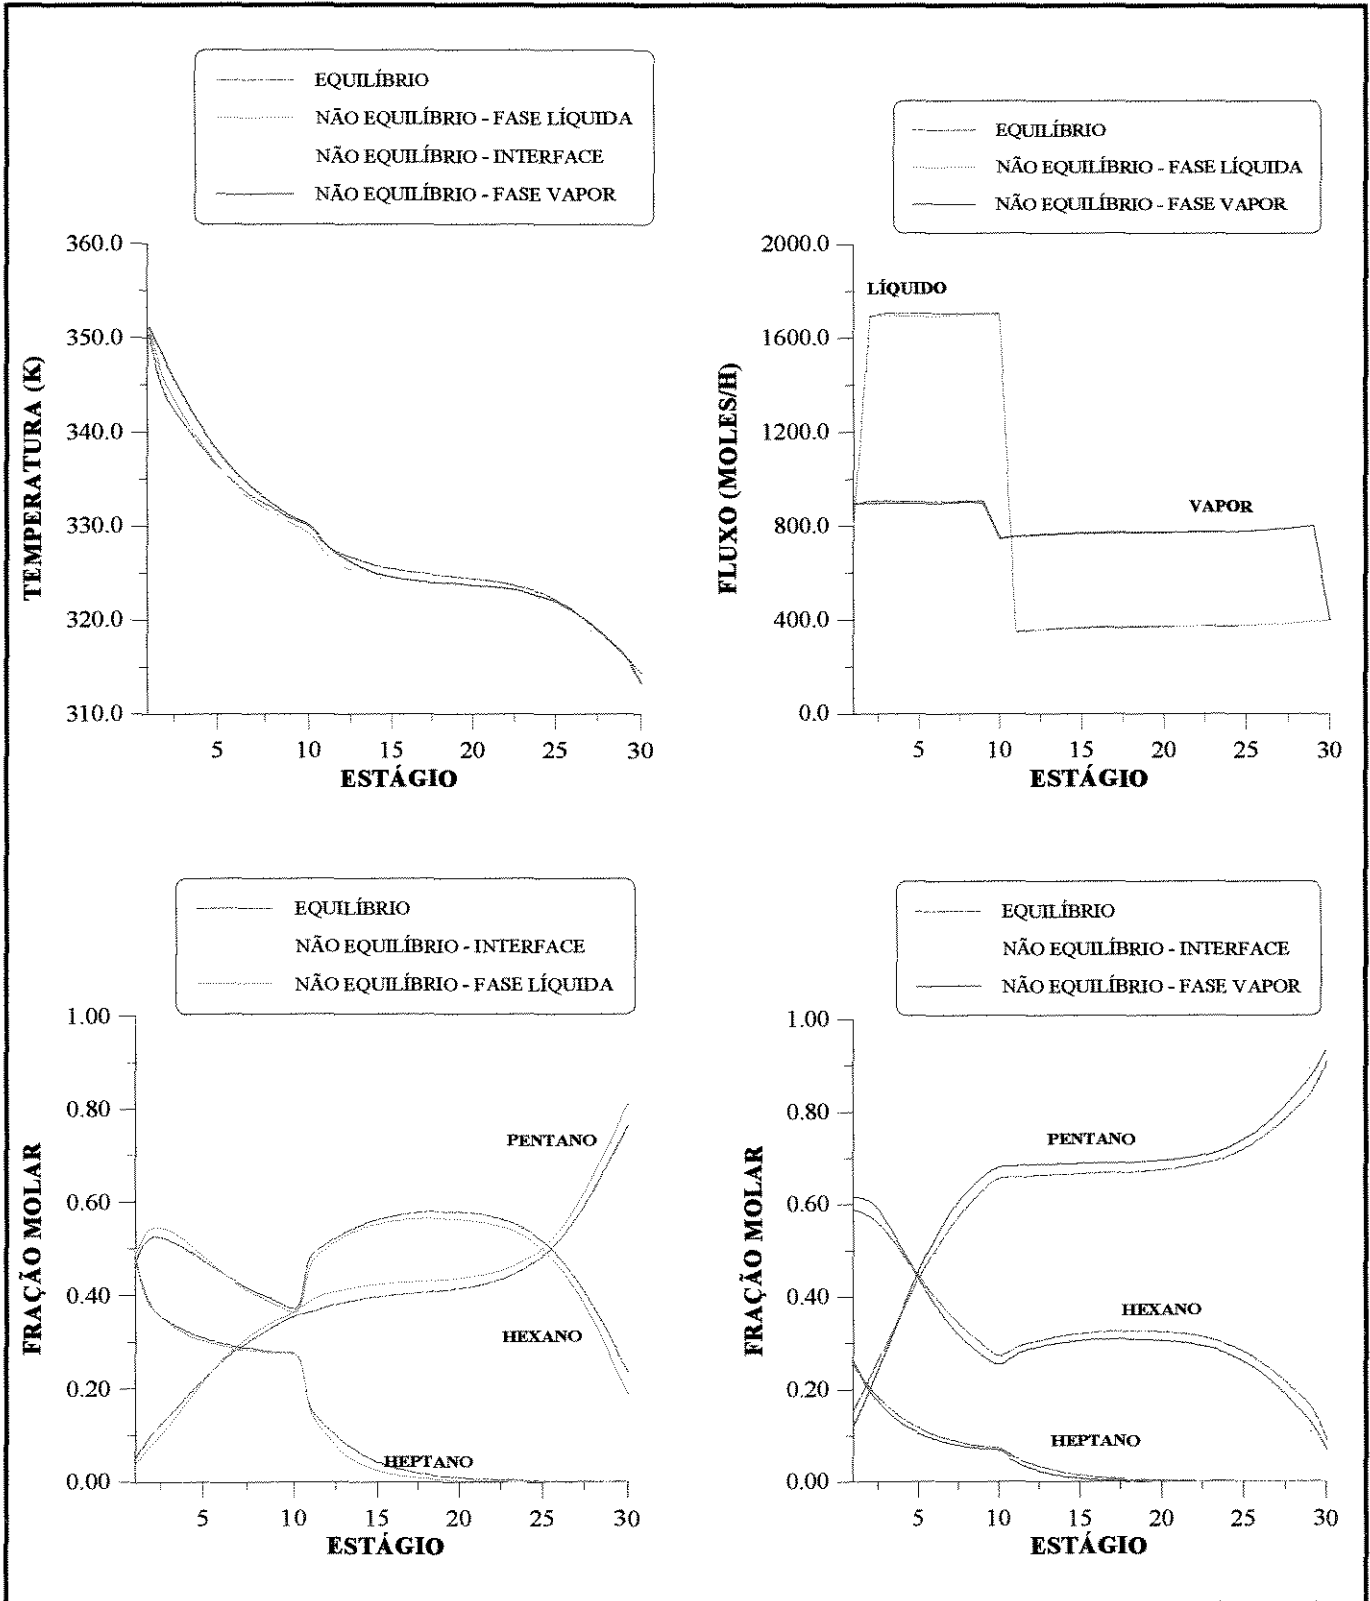 EQUILÍBRIO
NÃO EQUILÍBRIO - FASE LÍQUIDA
NÃO EQUILÍBRIO - INTERFACE
NÃO EQUILÍBRIO - FASE VAPOR
360.0
350.0
340.0
330.0
320.0
310.0
TEMPERATURA (K)
5 10 15 20 25 30
ESTÁGIO
EQUILÍBRIO
NÃO EQUILÍBRIO - FASE LÍQUIDA
NÃO EQUILÍBRIO - FASE VAPOR
2000.0
1600.0
1200.0
800.0
400.0
0.0
FLUXO (MOLES/H)
LÍQUIDO
VAPOR
5 10 15 20 25 30
ESTÁGIO
EQUILÍBRIO
NÃO EQUILÍBRIO - INTERFACE
NÃO EQUILÍBRIO - FASE LÍQUIDA
1.00
0.80
0.60
0.40
0.20
0.00
FRAÇÃO MOLAR
PENTANO
HEXANO
HEPTANO
5 10 15 20 25 30
ESTÁGIO
EQUILÍBRIO
NÃO EQUILÍBRIO - INTERFACE
NÃO EQUILÍBRIO - FASE VAPOR
1.00
0.80
0.60
0.40
0.20
0.00
FRAÇÃO MOLAR
PENTANO
HEXANO
HEPTANO
5 10 15 20 25 30
ESTÁGIO